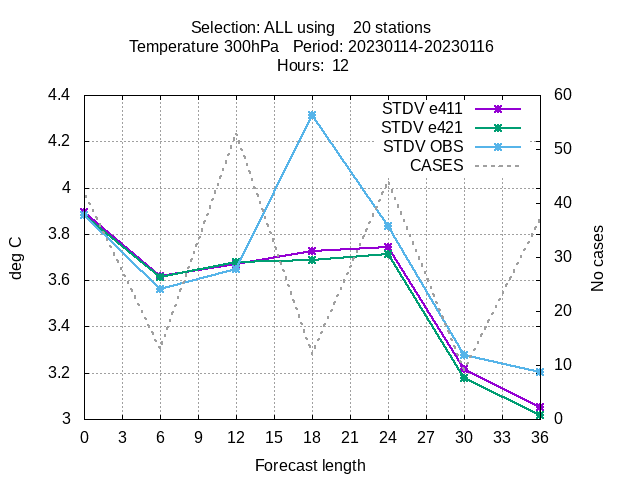 Selection: ALL using    20 stations
Temperature 300hPa   Period: 20230114-20230116
Hours:  12
STDV e411
STDV e421
STDV OBS
CASES
4.4
4.2
4
3.8
3.6
3.4
3.2
3
deg C
60
50
40
30
20
10
0
No cases
0 3 6 9 12 15 18 21 24 27 30 33 36
Forecast length